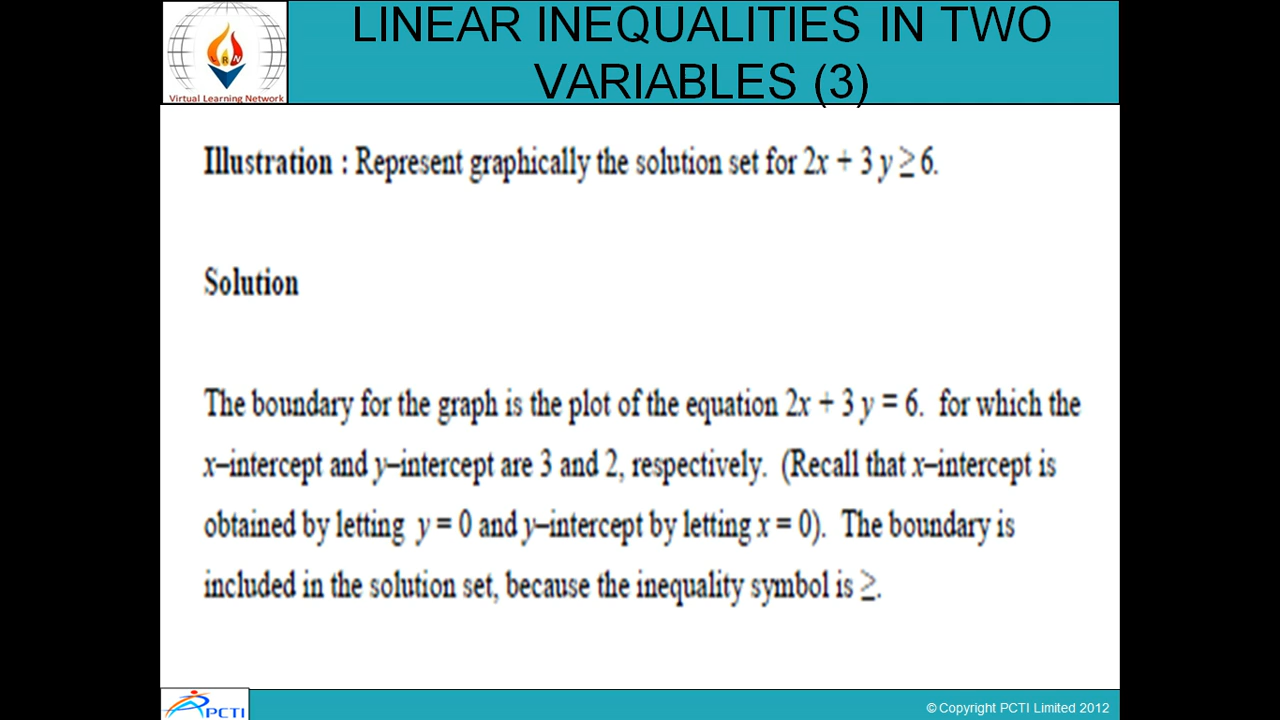 LINEAR INEQUALITIES IN TWO
VARIABLES (3)
LRN
Virtual Learning Network
Illustration : Represent graphically the solution set for 2x + 3 y ≥ 6.
Solution
The boundary for the graph is the plot of the equation 2x + 3 y = 6. for which the
x–intercept and y–intercept are 3 and 2, respectively. (Recall that x–intercept is
obtained by letting y = 0 and y–intercept by letting x = 0). The boundary is
included in the solution set, because the inequality symbol is ≥.
PCTI
© Copyright PCTI Limited 2012